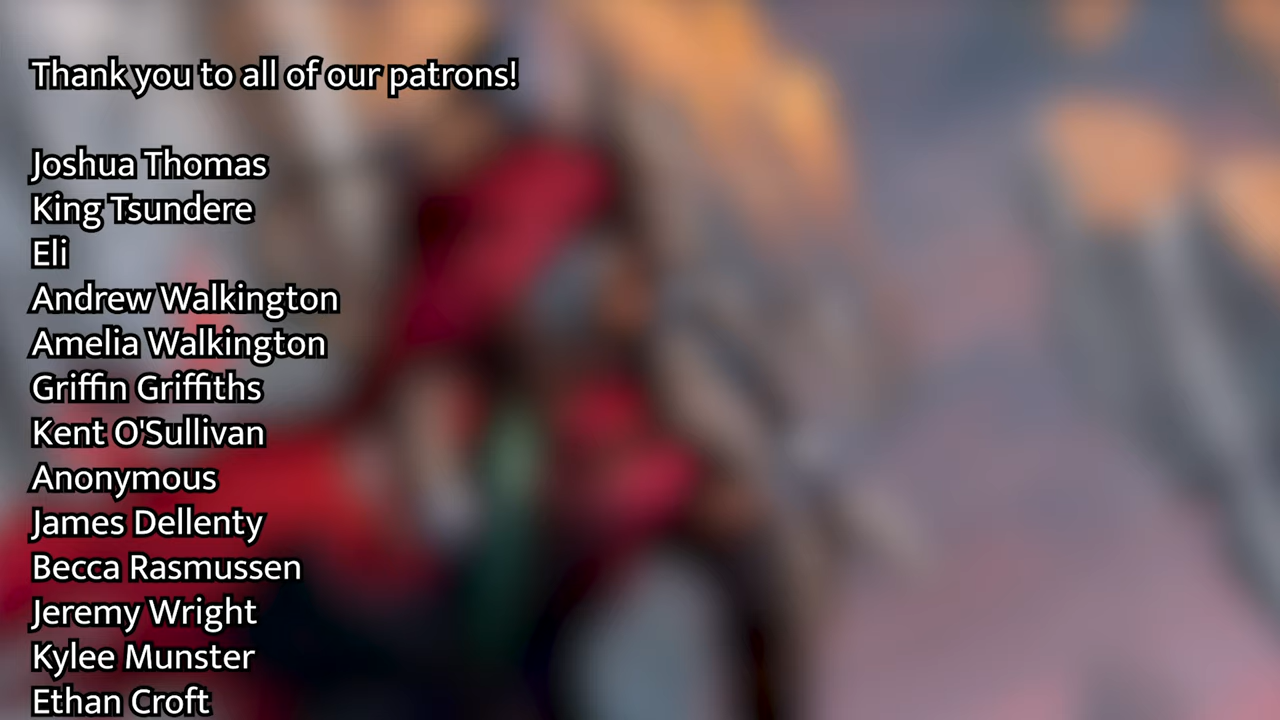 Thank you to all of our patrons!
Joshua Thomas
King Tsundere
Eli
Andrew Walkington
Amelia Walkington
Griffin Griffiths
Kent O'Sullivan
Anonymous
James Dellenty
Becca Rasmussen
Jeremy Wright
Kylee Munster
Ethan Croft